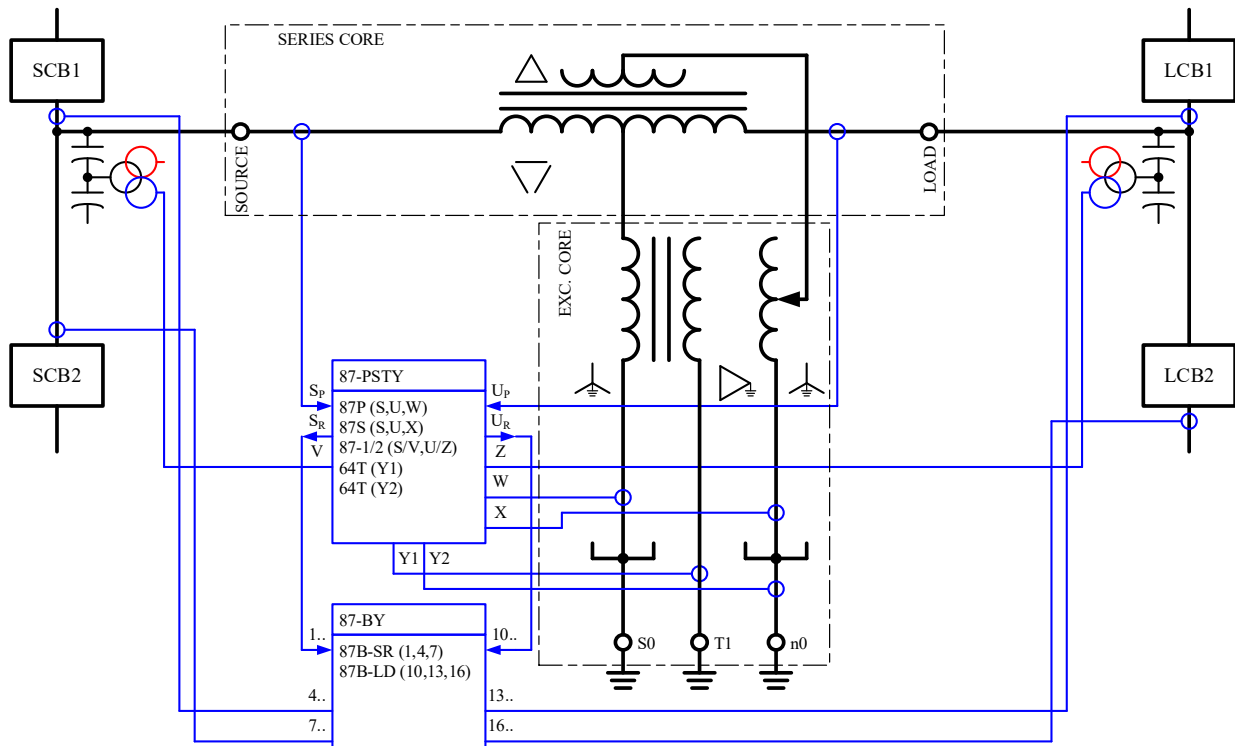 SERIES CORE
SCB1
LCB1
SOURCE
LOAD
EXC. CORE
SCB2
LCB2
87-PSTY
87P (S,U,W)
87S (S,U,X)
87-1/2 (S/V,U/Z)
64T (Y1)
64T (Y2)
SP
SR
V
UP
UR
Z
W
X
Y1 Y2
87-BY
87B-SR (1,4,7)
87B-LD (10,13,16)
1..
4..
7..
10..
13..
16..
S0
T1
n0